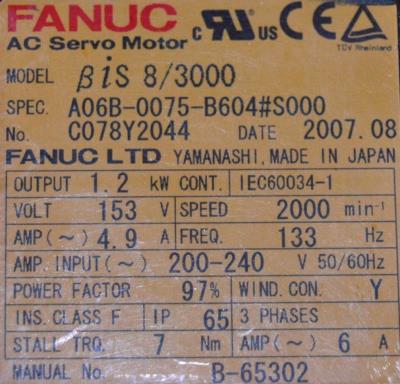 FANUC
AC Servo Motor c RU us CE TÜV Rheinland
MODEL βiS 8/3000
SPEC. A06B-0075-B604#S000
No. C078Y2044 DATE 2007.08
FANUC LTD YAMANASHI, MADE IN JAPAN
OUTPUT 1.2 kW CONT. IEC60034-1
VOLT 153 V SPEED 2000 min⁻¹
AMP(~) 4.9 A FREQ. 133 Hz
AMP. INPUT(~) 200-240 V 50/60Hz
POWER FACTOR 97% WIND. CON. Y
INS. CLASS F IP 65 3 PHASES
STALL TRQ. 7 Nm AMP(~) 6 A
MANUAL No. B-65302